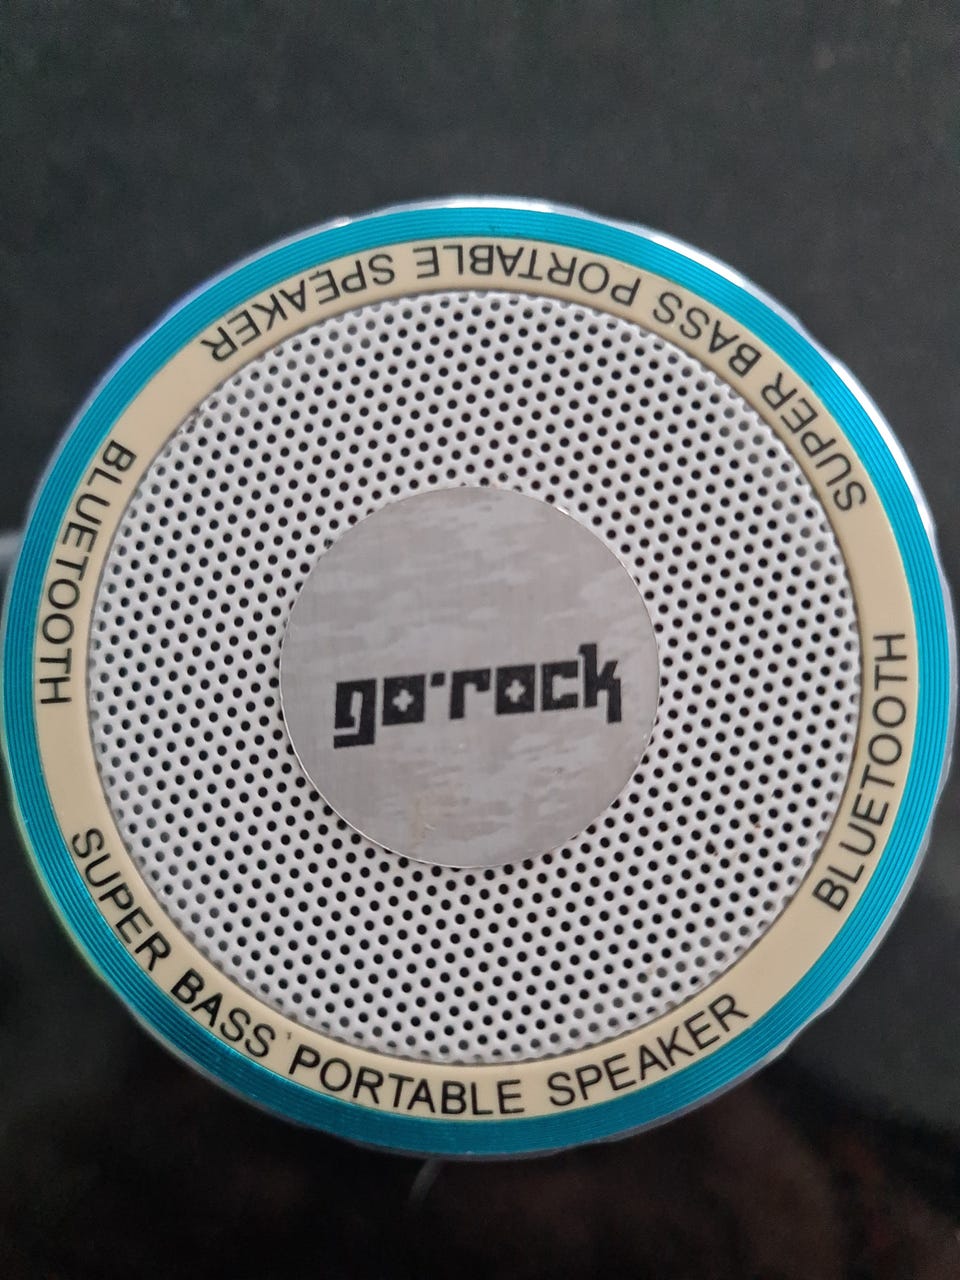 SUPER BASS PORTABLE SPEAKER
BLUETOOTH
go·rock
SUPER BASS PORTABLE SPEAKER
BLUETOOTH